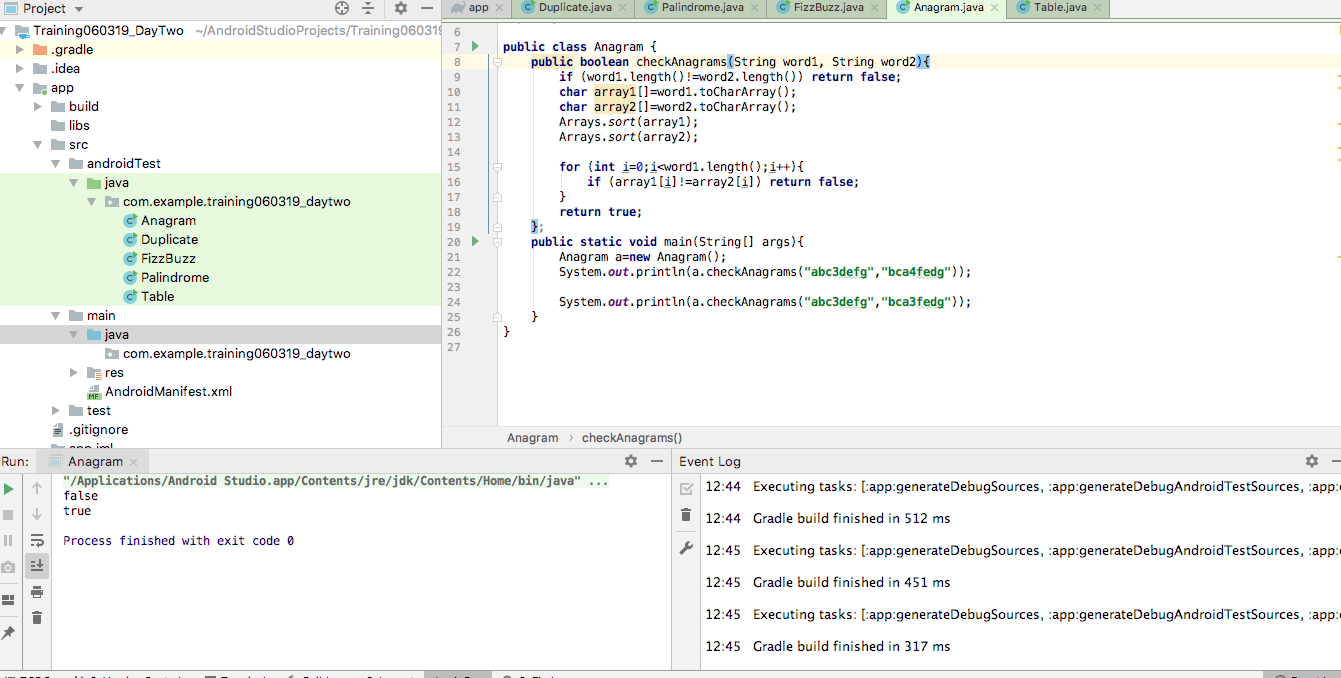 Project
Training060319_DayTwo ~/AndroidStudioProjects/Training06031
.gradle
.idea
app
build
libs
src
androidTest
java
com.example.training060319_daytwo
Anagram
Duplicate
FizzBuzz
Palindrome
Table
main
java
com.example.training060319_daytwo
res
AndroidManifest.xml
test
.gitignore
app
Duplicate.java
Palindrome.java
FizzBuzz.java
Anagram.java
Table.java
6
7 public class Anagram {
8 public boolean checkAnagrams(String word1, String word2){
9 if (word1.length()!=word2.length()) return false;
10 char array1[]=word1.toCharArray();
11 char array2[]=word2.toCharArray();
12 Arrays.sort(array1);
13 Arrays.sort(array2);
14
15 for (int i=0;i<word1.length();i++){
16 if (array1[i]!=array2[i]) return false;
17 }
18 return true;
19 };
20 public static void main(String[] args){
21 Anagram a=new Anagram();
22 System.out.println(a.checkAnagrams("abc3defg","bca4fedg"));
23
24 System.out.println(a.checkAnagrams("abc3defg","bca3fedg"));
25 }
26 }
27
Anagram › checkAnagrams()
Run: Anagram
"/Applications/Android Studio.app/Contents/jre/jdk/Contents/Home/bin/java" ...
false
true
Process finished with exit code 0
Event Log
12:44 Executing tasks: [:app:generateDebugSources, :app:generateDebugAndroidTestSources, :app:
12:44 Gradle build finished in 512 ms
12:45 Executing tasks: [:app:generateDebugSources, :app:generateDebugAndroidTestSources, :app:
12:45 Gradle build finished in 451 ms
12:45 Executing tasks: [:app:generateDebugSources, :app:generateDebugAndroidTestSources, :app:
12:45 Gradle build finished in 317 ms